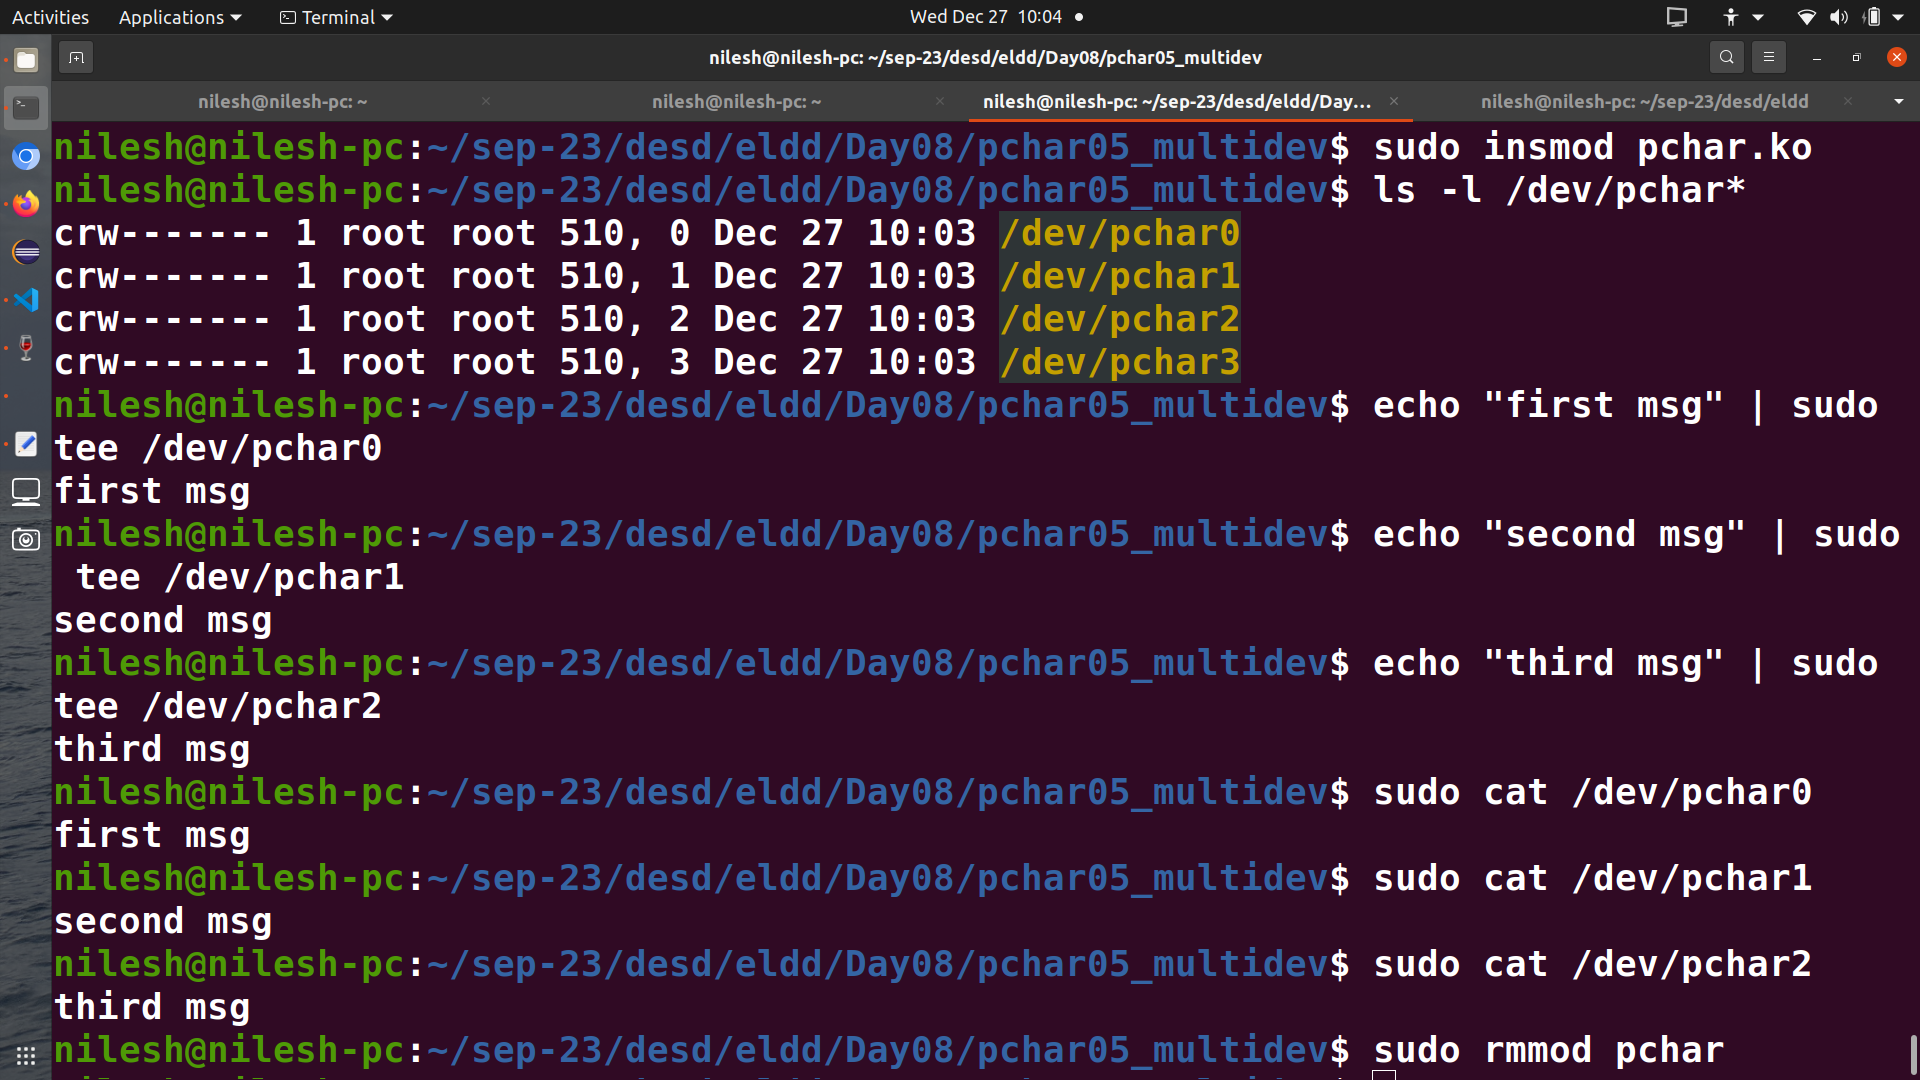 Activities Applications Terminal Wed Dec 27 10:04
nilesh@nilesh-pc: ~/sep-23/desd/eldd/Day08/pchar05_multidev
nilesh@nilesh-pc: ~ nilesh@nilesh-pc: ~ nilesh@nilesh-pc: ~/sep-23/desd/eldd/Day... nilesh@nilesh-pc: ~/sep-23/desd/eldd
nilesh@nilesh-pc:~/sep-23/desd/eldd/Day08/pchar05_multidev$ sudo insmod pchar.ko
nilesh@nilesh-pc:~/sep-23/desd/eldd/Day08/pchar05_multidev$ ls -l /dev/pchar*
crw------- 1 root root 510, 0 Dec 27 10:03 /dev/pchar0
crw------- 1 root root 510, 1 Dec 27 10:03 /dev/pchar1
crw------- 1 root root 510, 2 Dec 27 10:03 /dev/pchar2
crw------- 1 root root 510, 3 Dec 27 10:03 /dev/pchar3
nilesh@nilesh-pc:~/sep-23/desd/eldd/Day08/pchar05_multidev$ echo "first msg" | sudo
tee /dev/pchar0
first msg
nilesh@nilesh-pc:~/sep-23/desd/eldd/Day08/pchar05_multidev$ echo "second msg" | sudo
 tee /dev/pchar1
second msg
nilesh@nilesh-pc:~/sep-23/desd/eldd/Day08/pchar05_multidev$ echo "third msg" | sudo
tee /dev/pchar2
third msg
nilesh@nilesh-pc:~/sep-23/desd/eldd/Day08/pchar05_multidev$ sudo cat /dev/pchar0
first msg
nilesh@nilesh-pc:~/sep-23/desd/eldd/Day08/pchar05_multidev$ sudo cat /dev/pchar1
second msg
nilesh@nilesh-pc:~/sep-23/desd/eldd/Day08/pchar05_multidev$ sudo cat /dev/pchar2
third msg
nilesh@nilesh-pc:~/sep-23/desd/eldd/Day08/pchar05_multidev$ sudo rmmod pchar